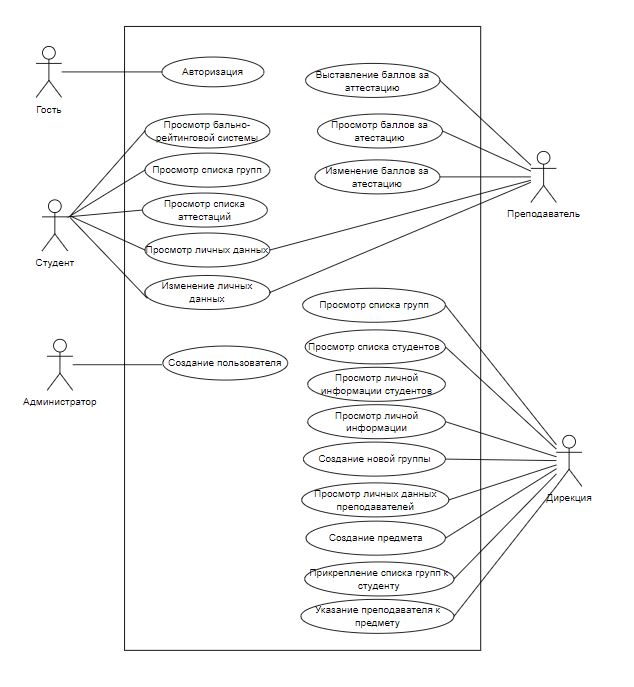 Авторизация
Гость
Выставление баллов за
аттестацию
Просмотр бально-
рейтинговой системы
Просмотр баллов за
атестацию
Просмотр списка групп
Изменение баллов за
атестацию
Преподаватель
Просмотр списка
аттестаций
Студент
Просмотр личных данных
Изменение личных
данных
Просмотр списка групп
Просмотр списка студентов
Создание пользователя
Администратор
Просмотр личной
информации студентов
Просмотр личной
информации
Создание новой группы
Дирекция
Просмотр личных данных
преподавателей
Создание предмета
Прикрепление списка групп к
студенту
Указание преподавателя к
предмету